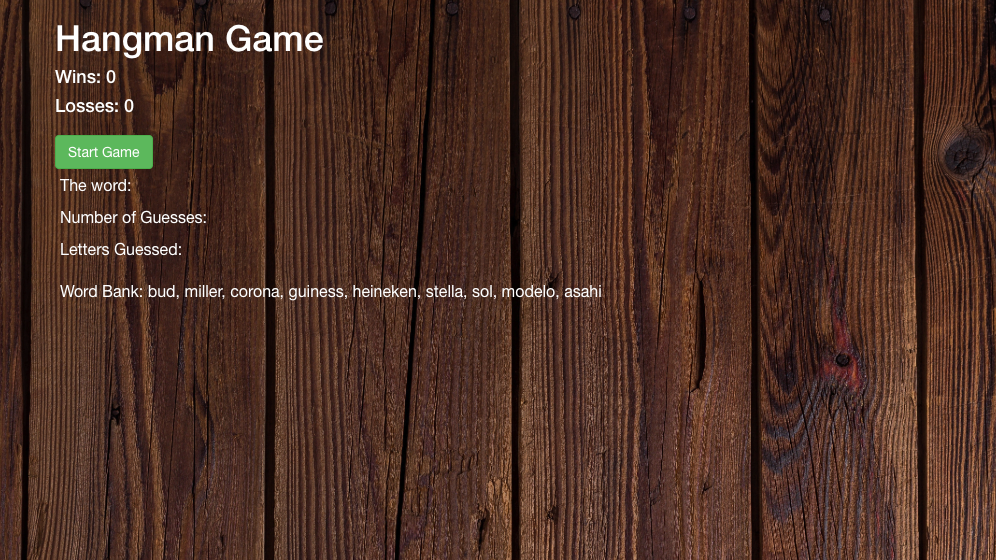 Hangman Game
Wins: 0
Losses: 0
Start Game
The word:
Number of Guesses:
Letters Guessed:
Word Bank: bud, miller, corona, guiness, heineken, stella, sol, modelo, asahi